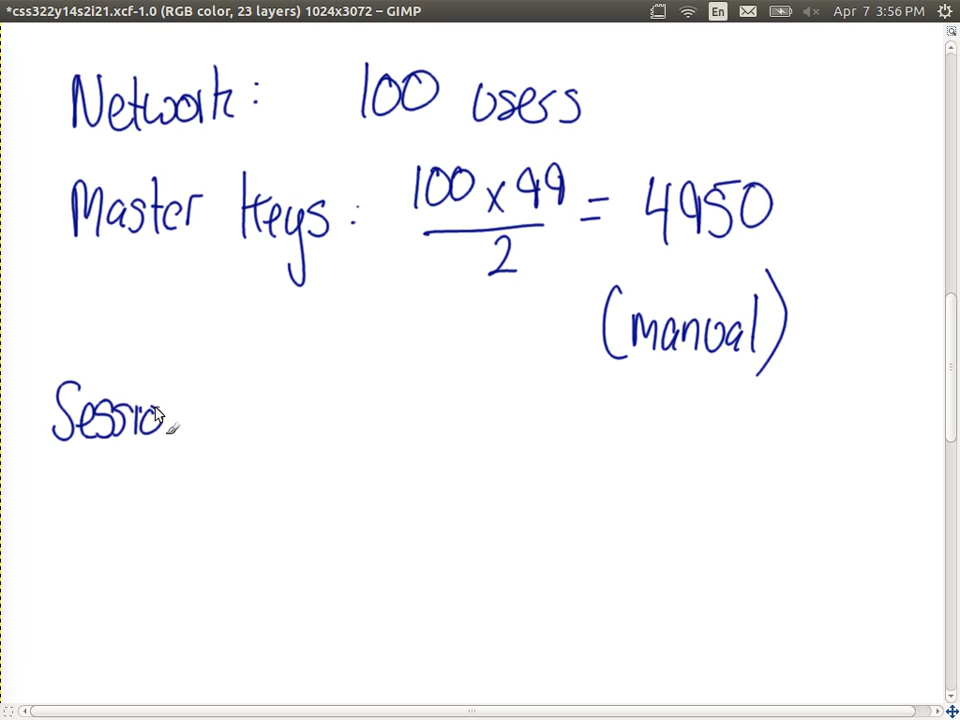 *css322y14s2i21.xcf-1.0 (RGB color, 23 layers) 1024x3072 – GIMP En Apr 7 3:56 PM
Network: 100 users
Master Keys: 100 x 99 / 2 = 4950
(manual)
Sessio